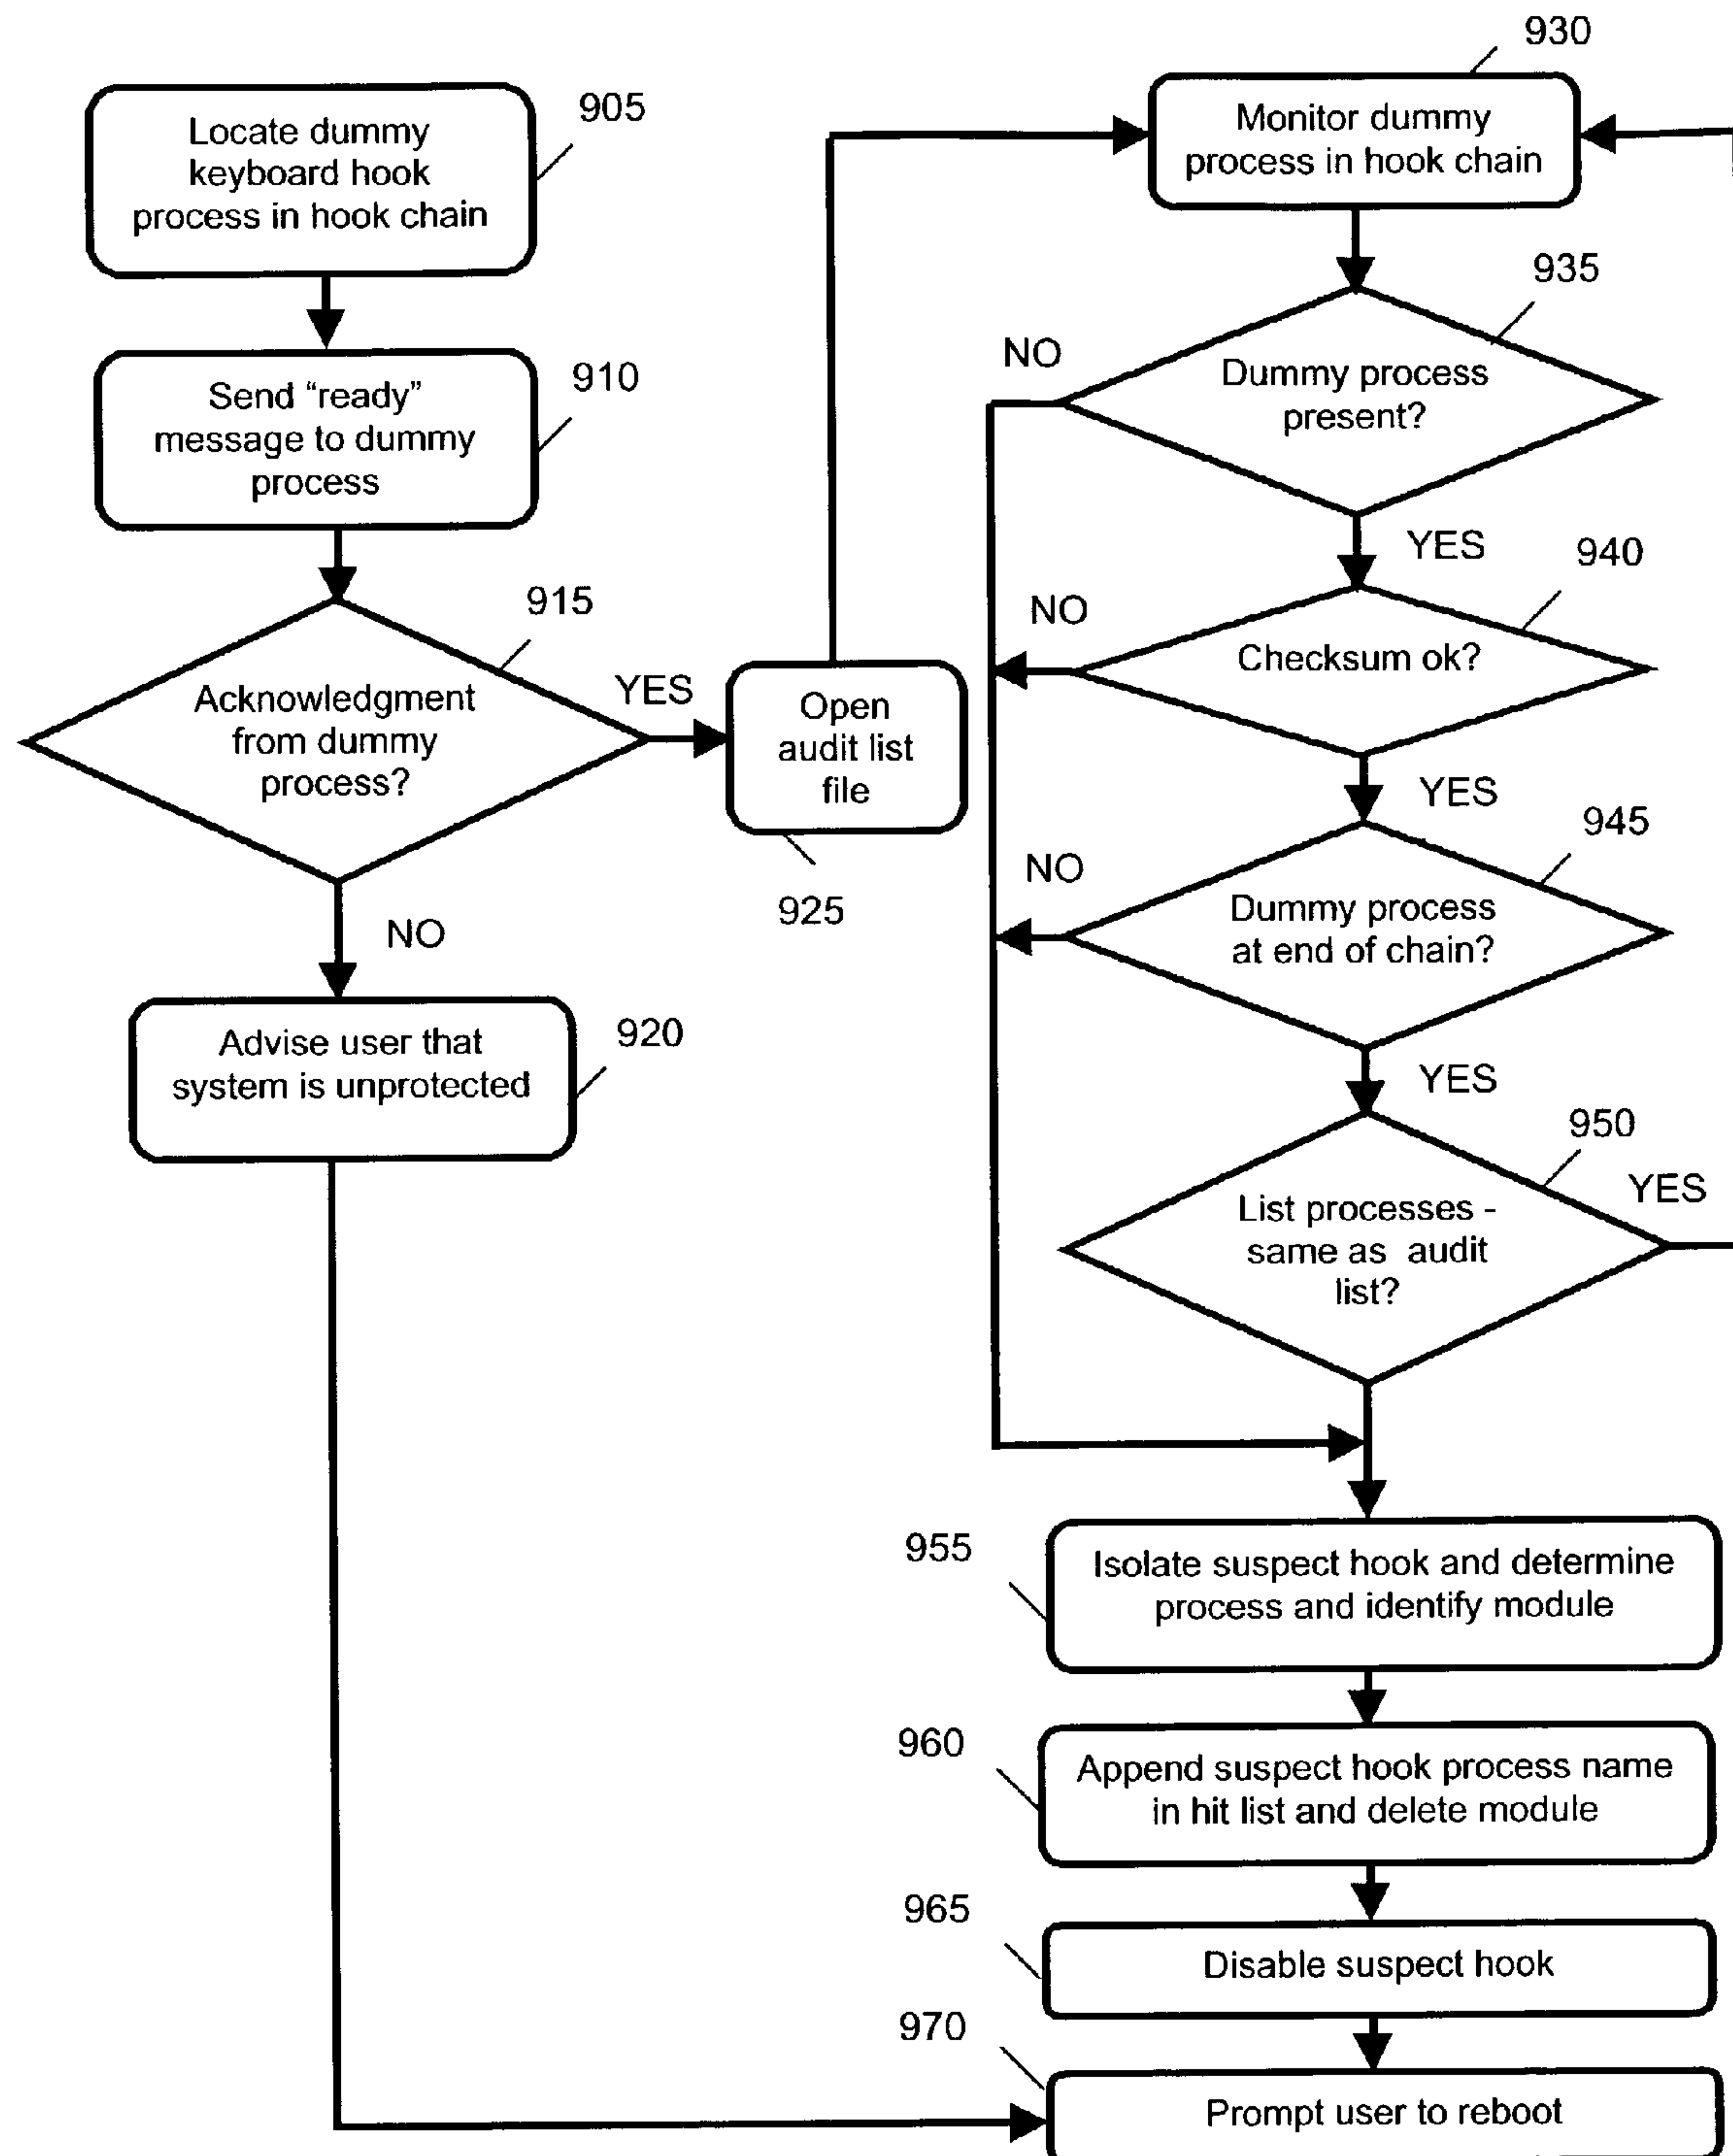 905
Locate dummy
keyboard hook
process in hook chain
910
Send “ready”
message to dummy
process
915
Acknowledgment
from dummy
process?
YES
NO
920
Advise user that
system is unprotected
Open
audit list
file
925
930
Monitor dummy
process in hook chain
935
NO
Dummy process
present?
YES
940
NO
Checksum ok?
YES
945
NO
Dummy process
at end of chain?
YES
950
YES
List processes -
same as audit
list?
955
Isolate suspect hook and determine
process and identify module
960
Append suspect hook process name
in hit list and delete module
965
Disable suspect hook
970
Prompt user to reboot